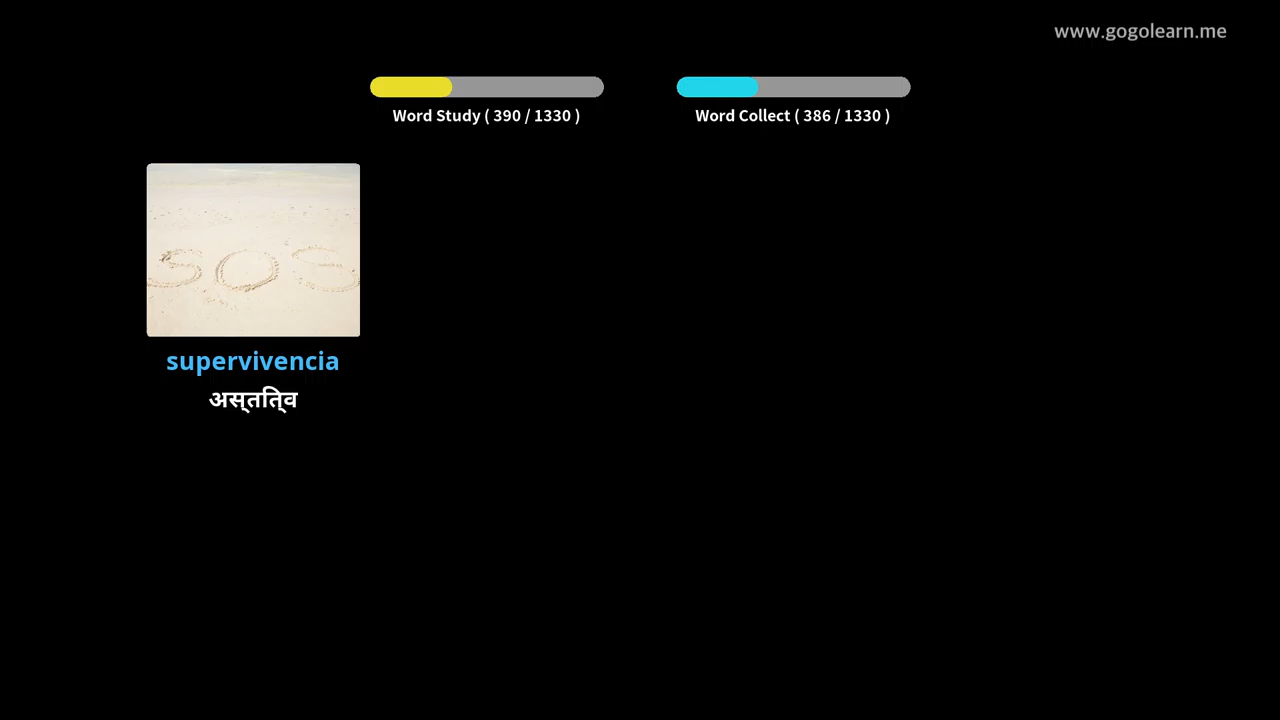 www.gogolearn.me
Word Study ( 390 / 1330 )
Word Collect ( 386 / 1330 )
SOS
supervivencia
अस्तित्व